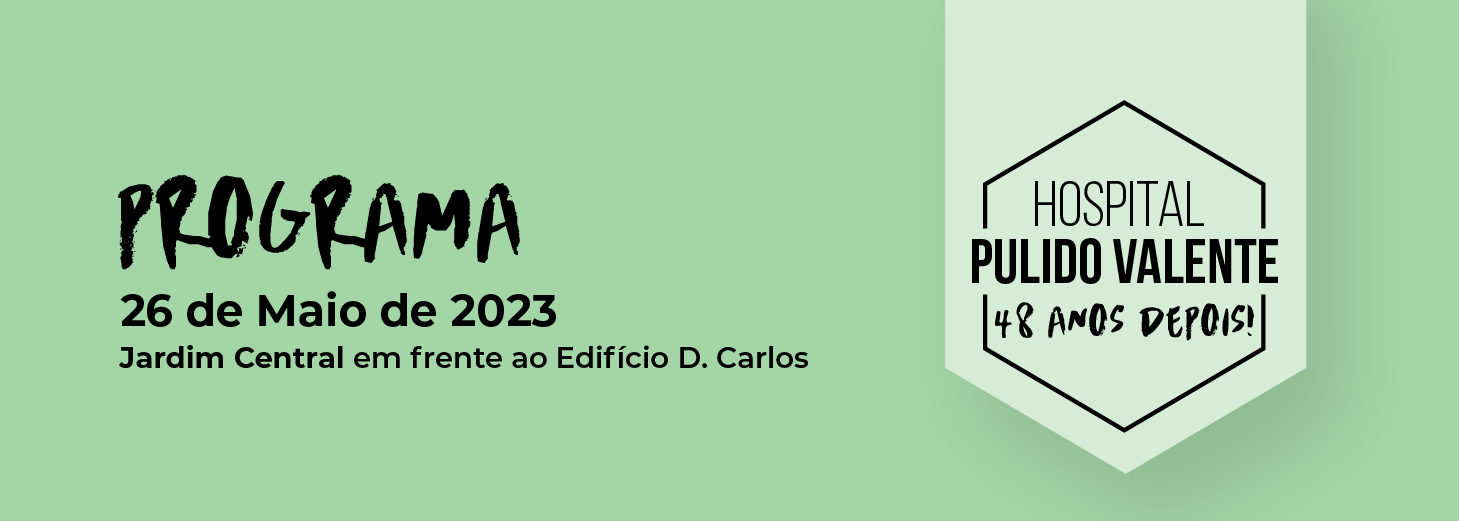 PROGRAMA
26 de Maio de 2023
Jardim Central em frente ao Edifício D. Carlos
HOSPITAL
PULIDO VALENTE
48 ANOS DEPOIS!